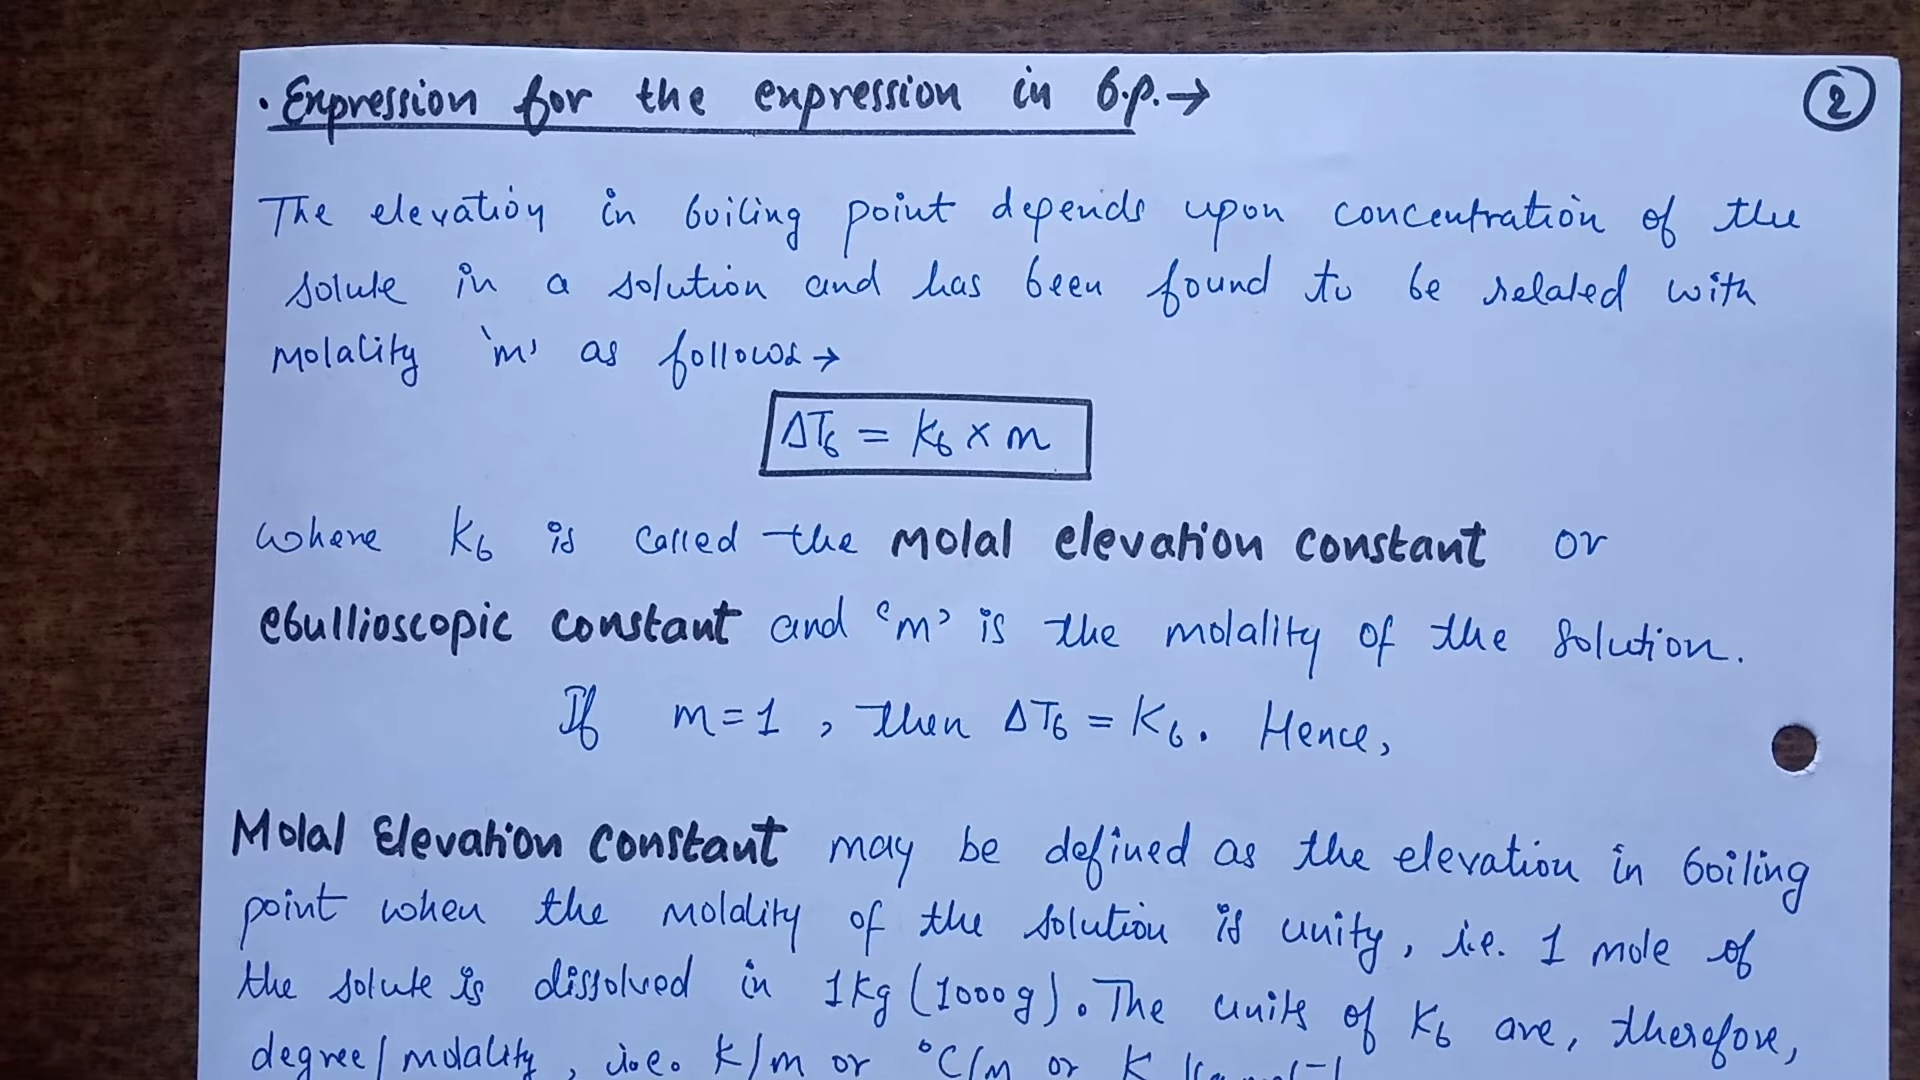 · Expression for the expression in b.p. →
2
The elevation in boiling point depends upon concentration of the
solute in a solution and has been found to be related with
molality 'm' as follows →
ΔTb = Kb × m
where Kb is called the molal elevation constant or
ebullioscopic constant and 'm' is the molality of the solution.
If m = 1 , then ΔTb = Kb. Hence,
Molal Elevation constant may be defined as the elevation in boiling
point when the molality of the solution is unity, i.e. 1 mole of
the solute is dissolved in 1kg (1000g). The units of Kb are, therefore,
degree/molality, i.e. K/m or °C/m or K kg mol⁻¹